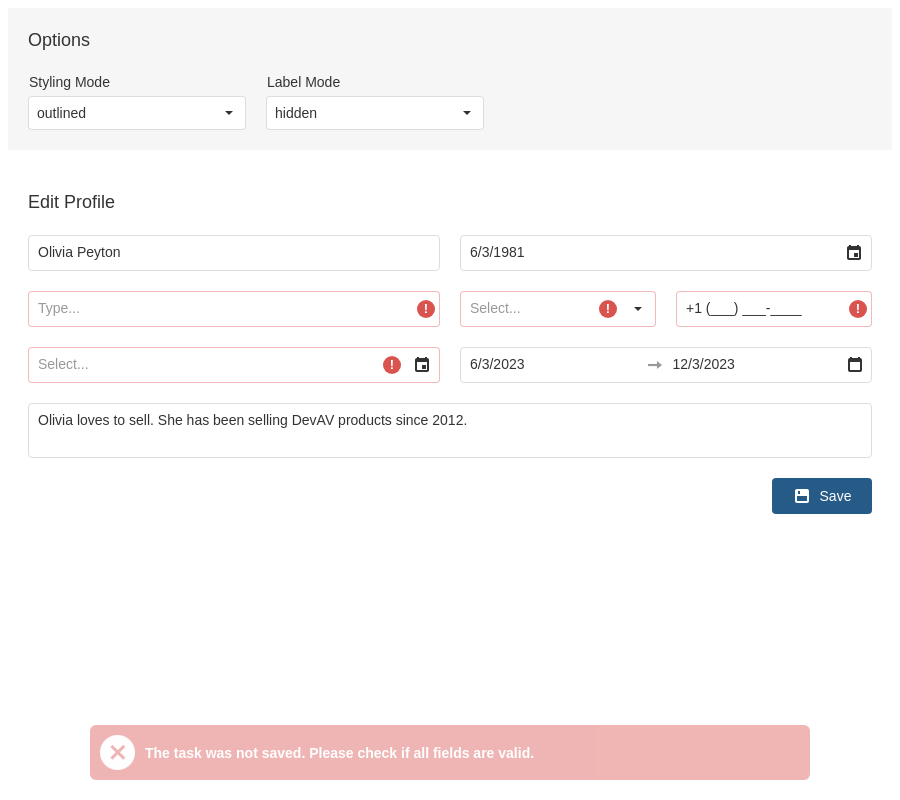 Options
Styling Mode Label Mode
outlined hidden
Edit Profile
Olivia Peyton 6/3/1981
Type... Select... +1 (___) ___-____
Select... 6/3/2023 12/3/2023
Olivia loves to sell. She has been selling DevAV products since 2012.
Save
The task was not saved. Please check if all fields are valid.